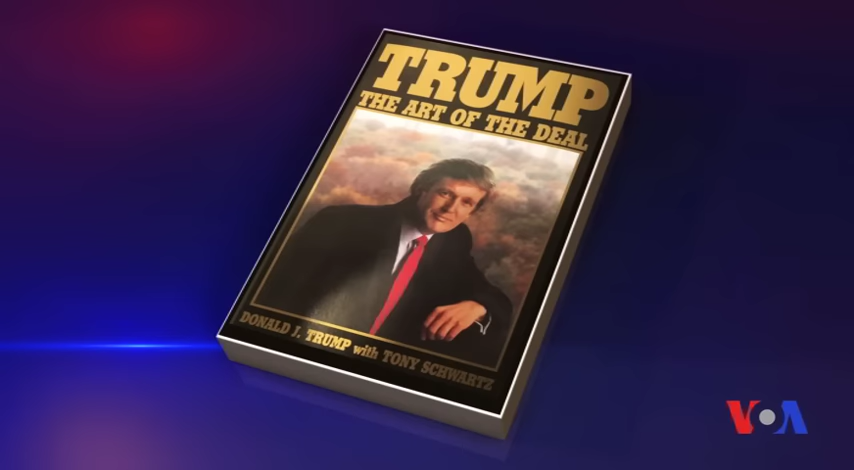 TRUMP
THE ART OF THE DEAL
DONALD J. TRUMP with TONY SCHWARTZ
VOA